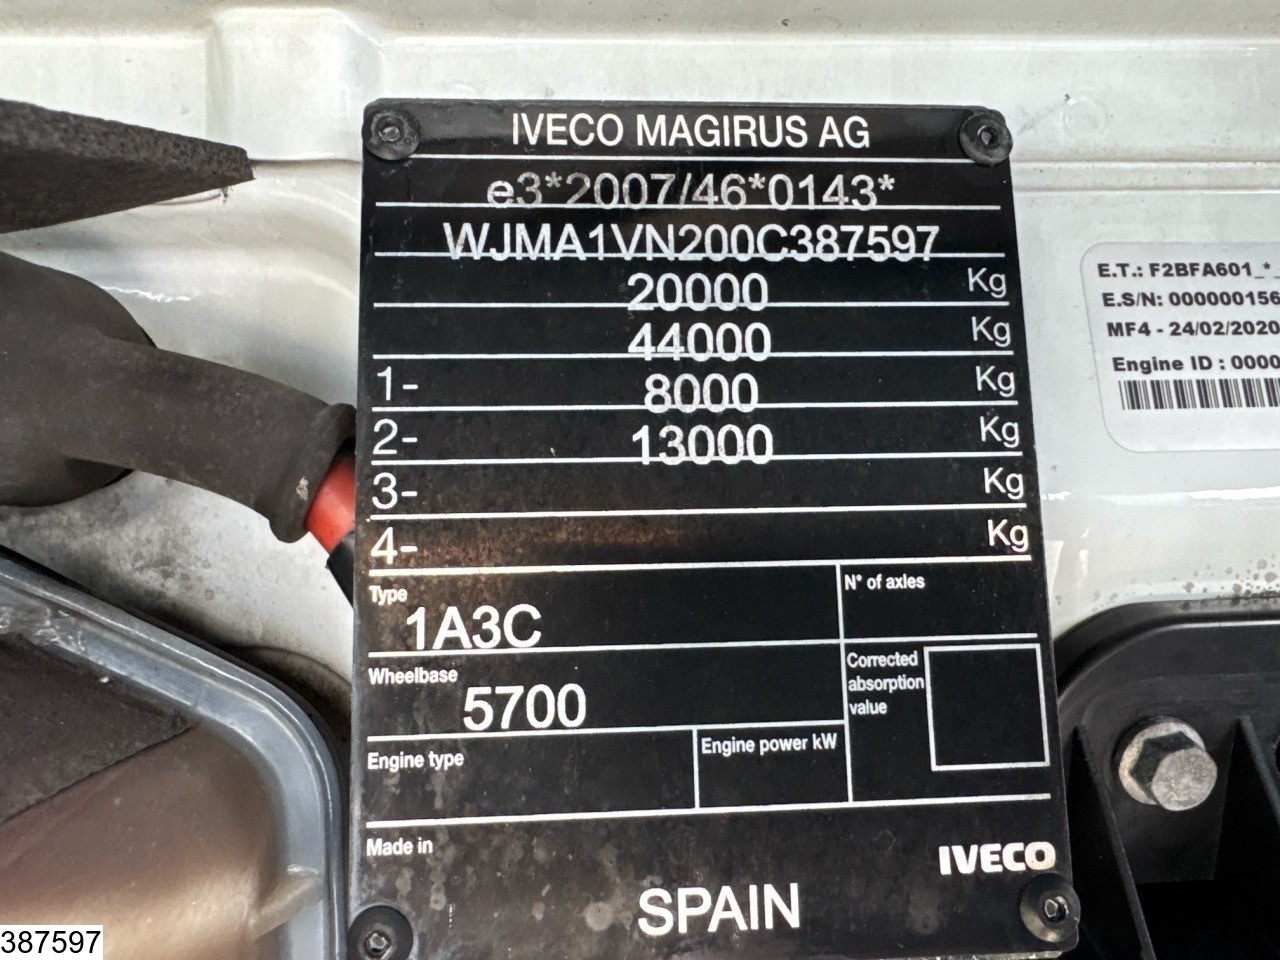 IVECO MAGIRUS AG
e3*2007/46*0143*
WJMA1VN200C387597
20000 Kg
44000 Kg
1- 8000 Kg
2- 13000 Kg
3- Kg
4- Kg
Type
1A3C
N° of axles
Wheelbase
5700
Corrected
absorption
value
Engine type
Engine power kW
Made in
IVECO
SPAIN
E.T.: F2BFA601_*_
E.S/N: 000000156
MF4 - 24/02/2020
Engine ID : 0000
387597